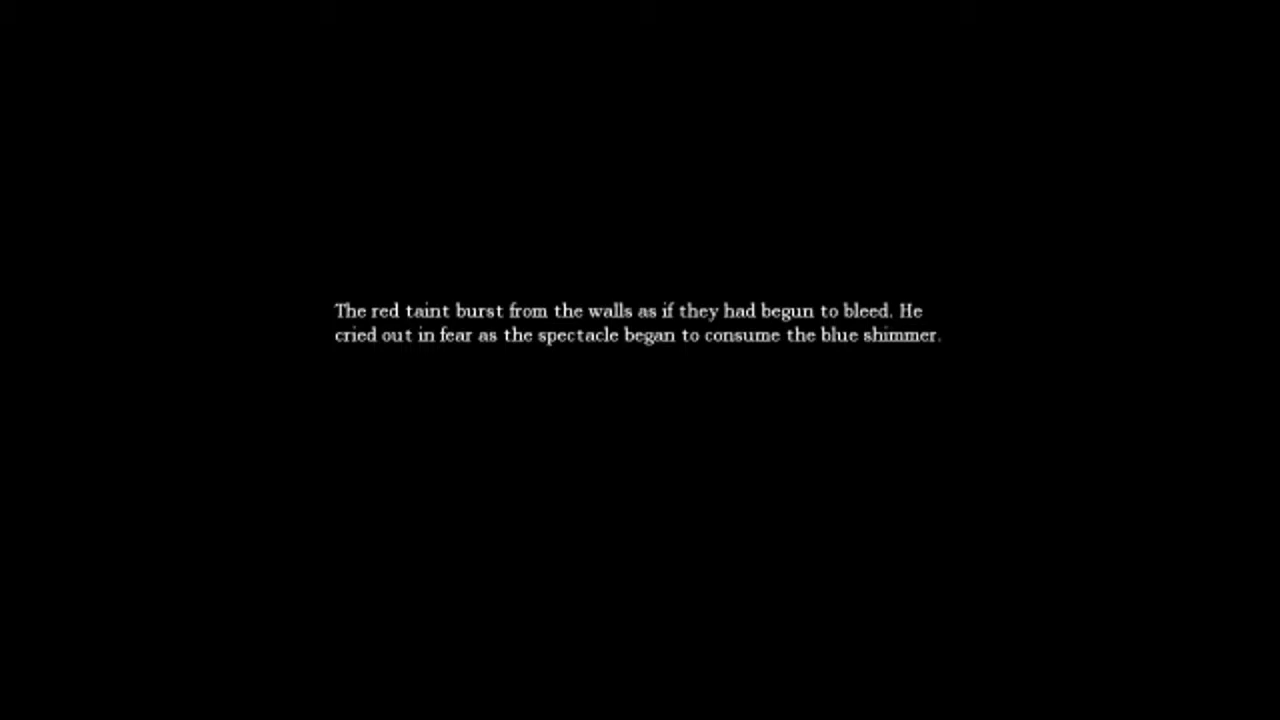 The red taint burst from the walls as if they had begun to bleed. He
cried out in fear as the spectacle began to consume the blue shimmer.